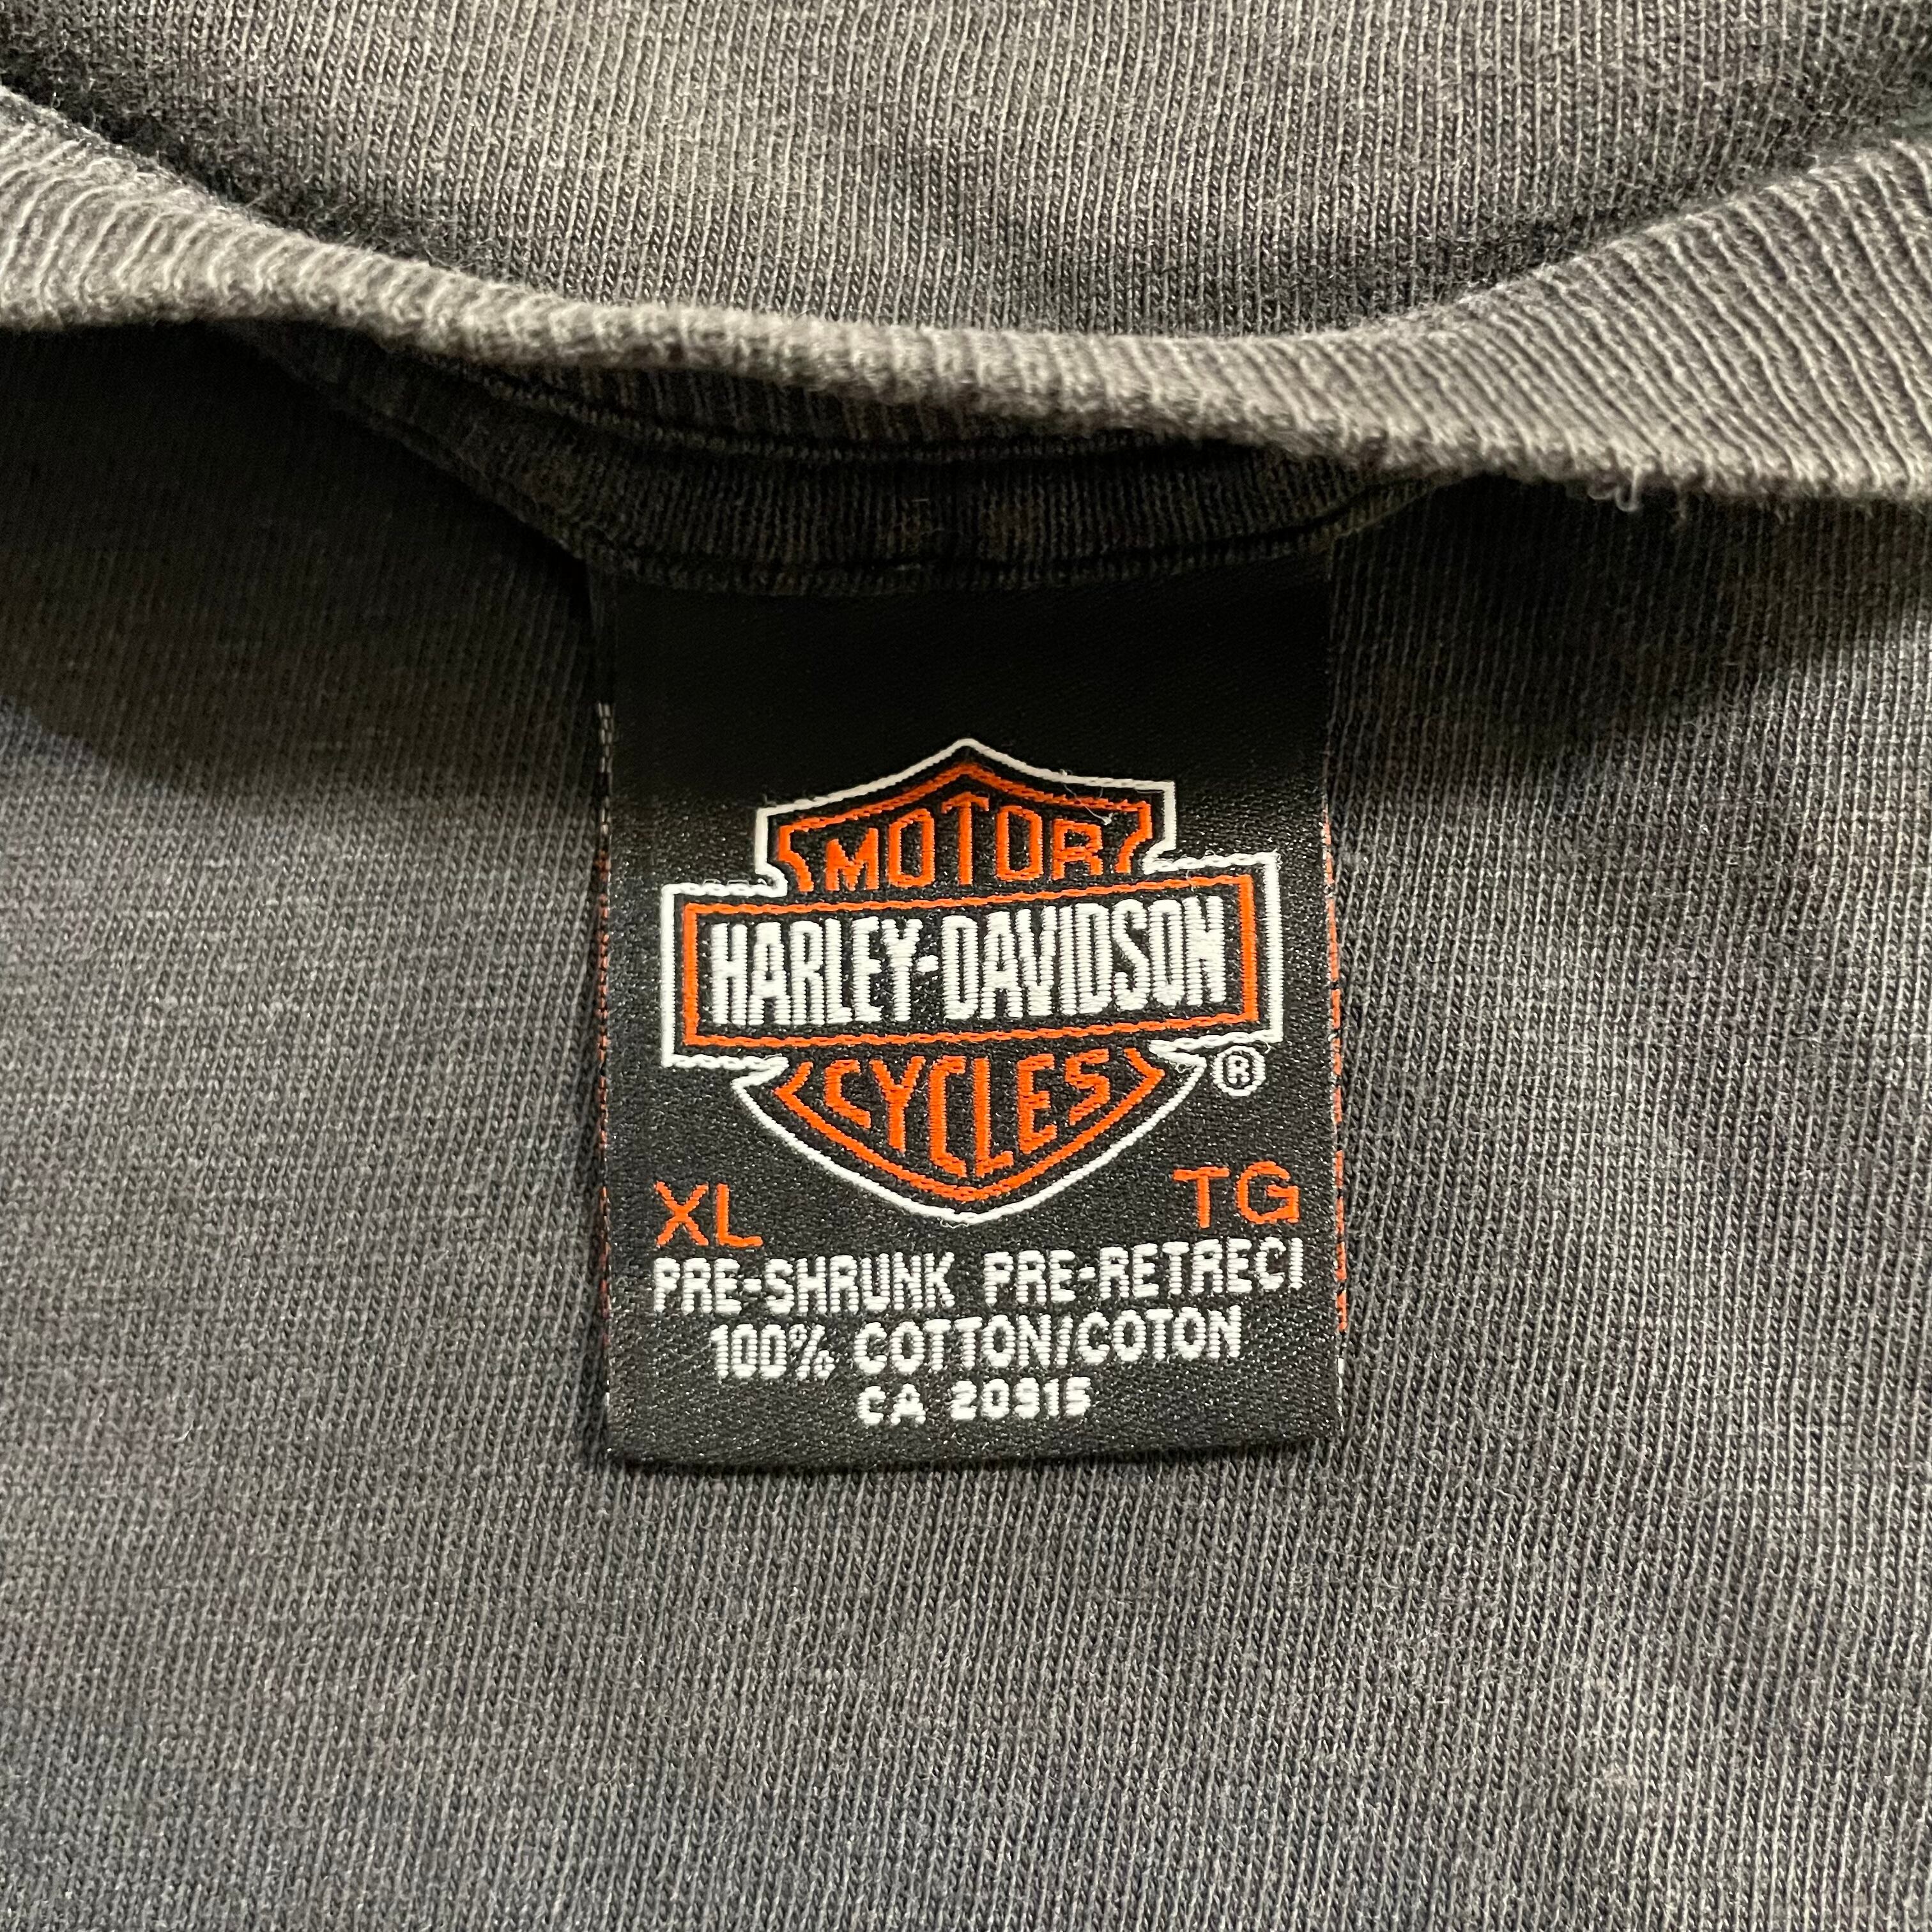 MOTOR
HARLEY-DAVIDSON
CYCLES ®
XL TG
PRE-SHRUNK PRE-RETRECI
100% COTTON/COTON
CA 20915